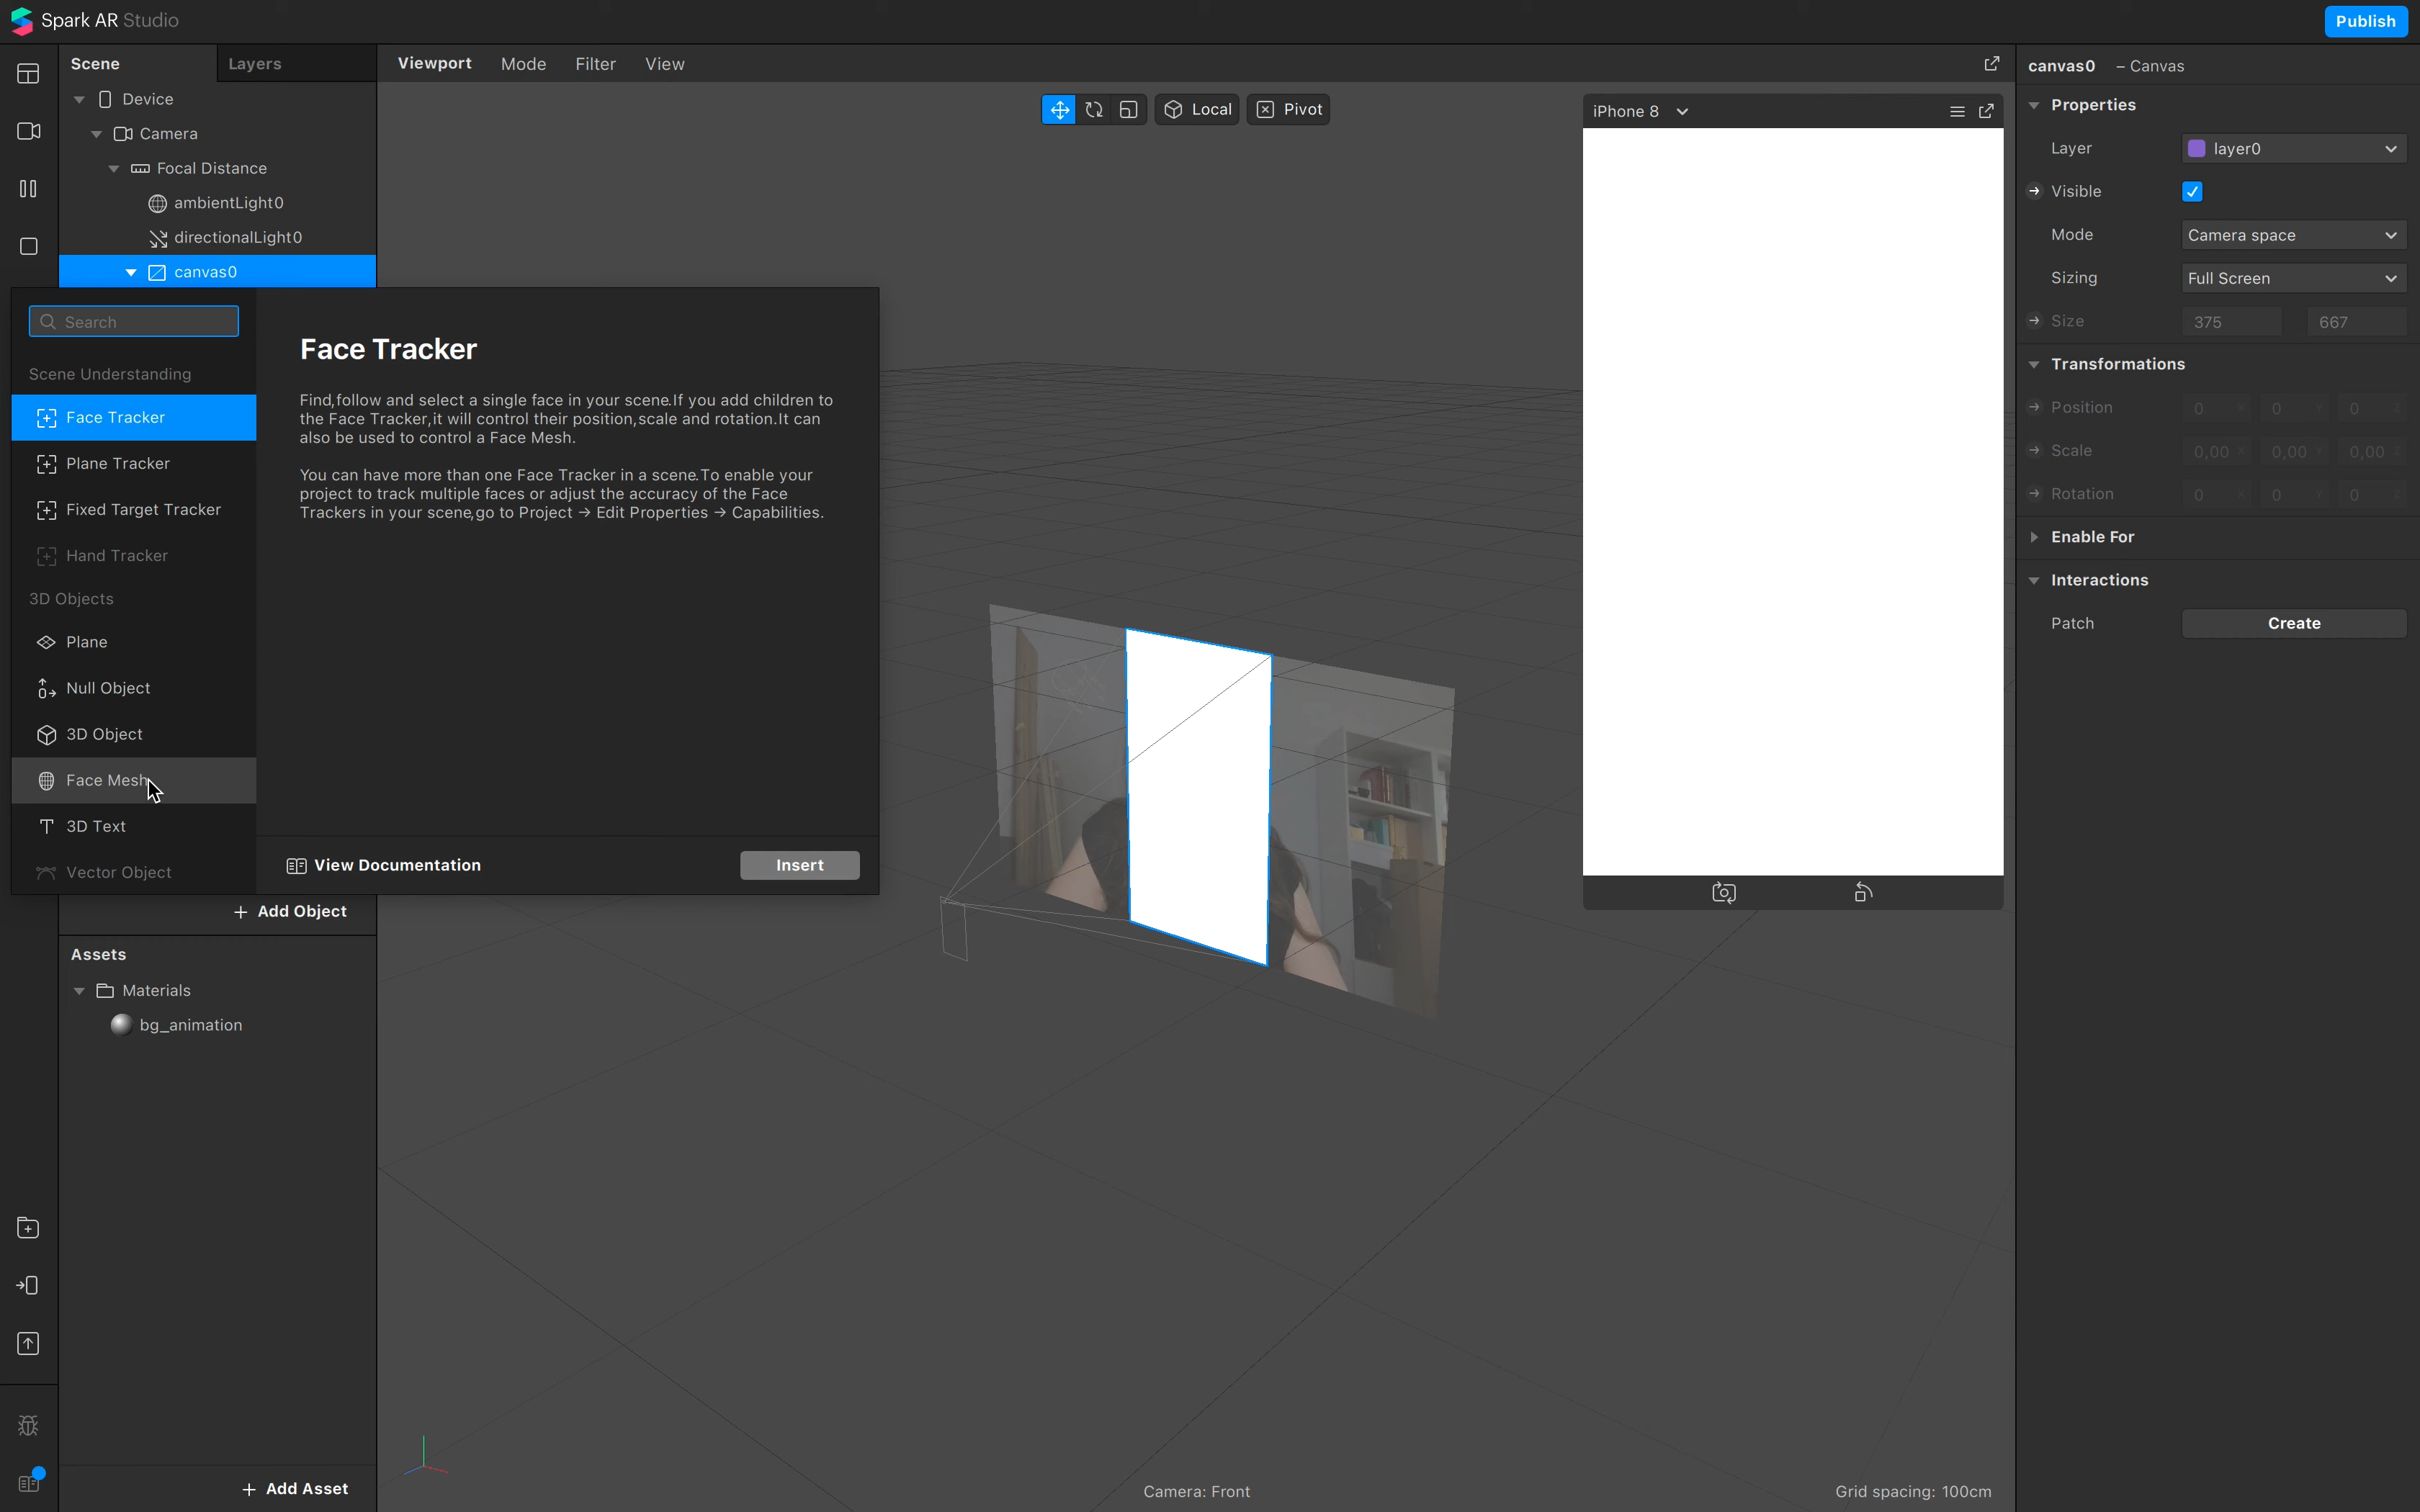 Spark AR Studio
Publish
Scene
Layers
Viewport
Mode
Filter
View
canvas0 – Canvas
Device
Camera
Focal Distance
ambientLight0
directionalLight0
canvas0
Local
Pivot
iPhone 8
Properties
Layer
layer0
Visible
Mode
Camera space
Sizing
Full Screen
Size
375
667
Transformations
Position
0
0
0
Scale
0,00
0,00
0,00
Rotation
0
0
0
Enable For
Interactions
Patch
Create
Search
Scene Understanding
Face Tracker
Plane Tracker
Fixed Target Tracker
Hand Tracker
3D Objects
Plane
Null Object
3D Object
Face Mesh
3D Text
Vector Object
Face Tracker
Find,follow and select a single face in your scene.If you add children to
the Face Tracker,it will control their position,scale and rotation.It can
also be used to control a Face Mesh.
You can have more than one Face Tracker in a scene.To enable your
project to track multiple faces or adjust the accuracy of the Face
Trackers in your scene,go to Project → Edit Properties → Capabilities.
View Documentation
Insert
+ Add Object
Assets
Materials
bg_animation
+ Add Asset
Camera: Front
Grid spacing: 100cm